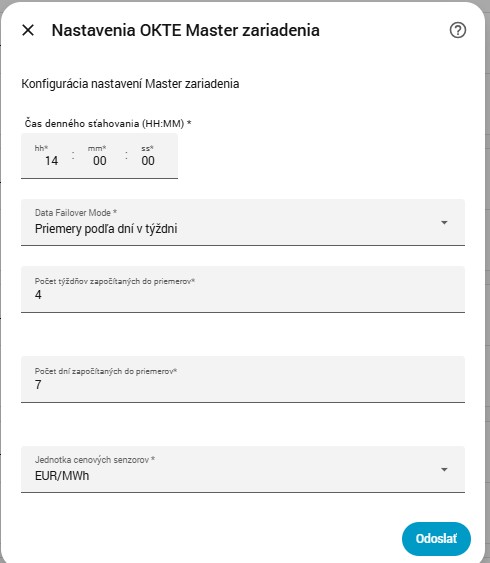 Nastavenia OKTE Master zariadenia
Konfigurácia nastavení Master zariadenia
Čas denného sťahovania (HH:MM) *
hh* mm* ss*
14 : 00 : 00
Data Failover Mode *
Priemery podľa dní v týždni
Počet týždňov započítaných do priemerov*
4
Počet dní započítaných do priemerov*
7
Jednotka cenových senzorov *
EUR/MWh
Odoslať